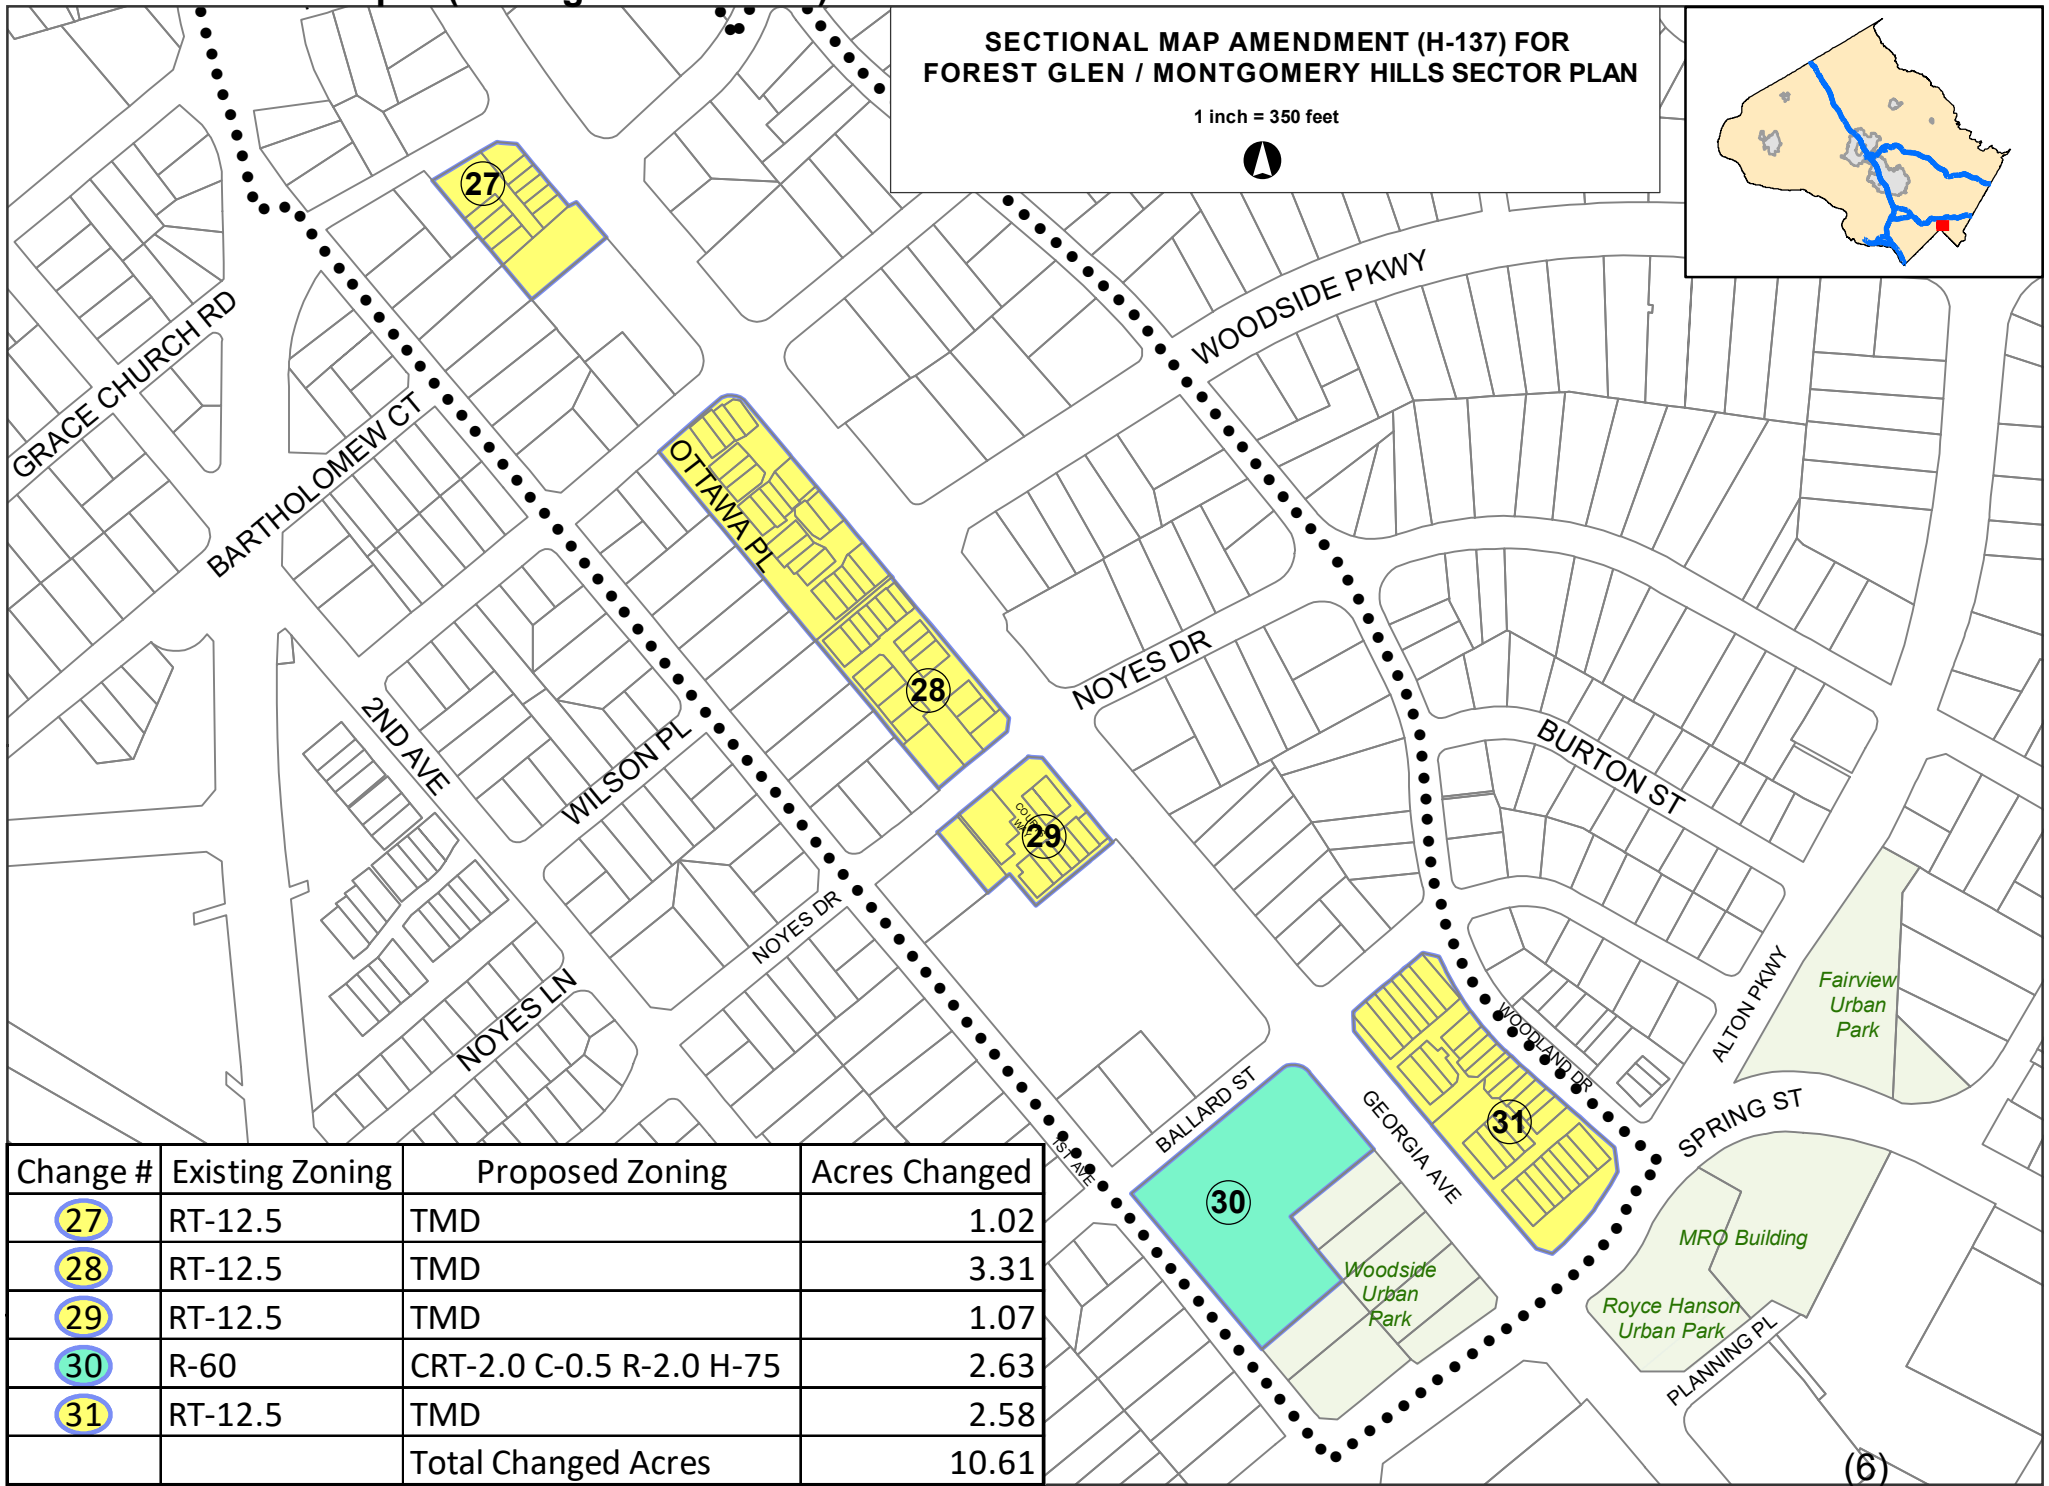 SECTIONAL MAP AMENDMENT (H-137) FOR
FOREST GLEN / MONTGOMERY HILLS SECTOR PLAN
1 inch = 350 feet
27
WOODSIDE PKWY
GRACE CHURCH RD
BARTHOLOMEW CT
OTTAWA PL
28
NOYES DR
2ND AVE
WILSON PL
BURTON ST
29
NOYES DR
NOYES LN
ALTON PKWY
Fairview
Urban
Park
WOODLAND DR
BALLARD ST
GEORGIA AVE
31
SPRING ST
1ST AVE
30
MRO Building
Woodside
Urban
Park
Royce Hanson
Urban Park
PLANNING PL
Change # Existing Zoning Proposed Zoning Acres Changed
27 RT-12.5 TMD 1.02
28 RT-12.5 TMD 3.31
29 RT-12.5 TMD 1.07
30 R-60 CRT-2.0 C-0.5 R-2.0 H-75 2.63
31 RT-12.5 TMD 2.58
Total Changed Acres 10.61
(6)